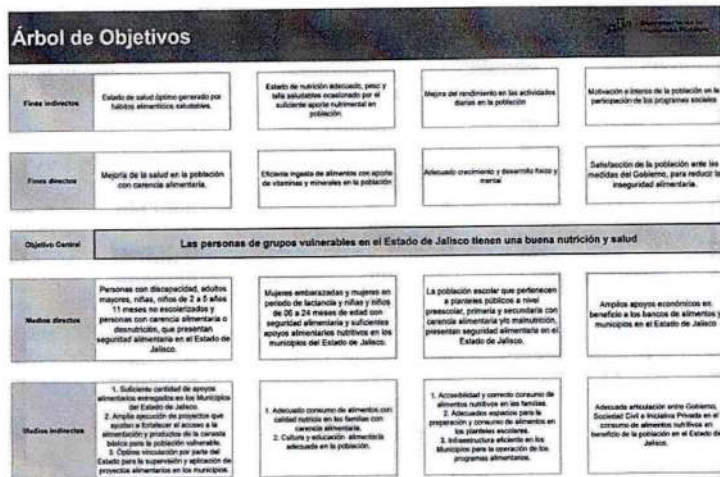 Árbol de Objetivos
Fines indirectos
Estado de salud óptimo generado por
hábitos alimenticios saludables.
Estado de nutrición adecuado, peso y
talla saludables ocasionado por el
suficiente aporte nutrimental en
población.
Mejora del rendimiento en las actividades
diarias en la población
Motivación e interés de la población en la
participación de los programas sociales
Fines directos
Mejoría de la salud en la población
con carencia alimentaria.
Eficiente ingesta de alimentos con aporte
de vitaminas y minerales en la población
Adecuado crecimiento y desarrollo físico y
mental
Satisfacción de la población ante las
medidas del Gobierno, para reducir la
inseguridad alimentaria.
Objetivo Central
Las personas de grupos vulnerables en el Estado de Jalisco tienen una buena nutrición y salud
Medios directos
Personas con discapacidad, adultos
mayores, niñas, niños de 2 a 5 años
11 meses no escolarizados y
personas con carencia alimentaria o
desnutrición, que presentan
seguridad alimentaria en el Estado de
Jalisco.
Mujeres embarazadas y mujeres en
periodo de lactancia y niñas y niños
de 06 a 24 meses de edad con
seguridad alimentaria y suficientes
apoyos alimentarios nutritivos en los
municipios del Estado de Jalisco.
La población escolar que pertenecen
a planteles públicos a nivel
preescolar, primaria y secundaria con
carencia alimentaria y/o malnutrición,
presentan seguridad alimentaria en el
Estado de Jalisco.
Amplios apoyos económicos en
beneficio a los bancos de alimentos y
municipios en el Estado de Jalisco.
Medios indirectos
1. Suficiente cantidad de apoyos
alimentarios entregados en los Municipios
del Estado de Jalisco.
2. Amplia ejecución de proyectos que
ayudan a fortalecer el acceso a la
alimentación y productos de la canasta
básica para la población vulnerable.
3. Óptima vinculación por parte del
Estado para la supervisión y aplicación de
proyectos alimentarios en los municipios.
1. Adecuado consumo de alimentos con
calidad nutricia en las familias con
carencia alimentaria.
2. Cultura y educación alimentaria
adecuada en la población.
1. Accesibilidad y correcto consumo de
alimentos nutritivos en las familias.
2. Adecuados espacios para la
preparación y consumo de alimentos en
los planteles escolares.
3. Infraestructura eficiente en los
Municipios para la operación de los
programas alimentarios.
Adecuada articulación entre Gobierno,
Sociedad Civil e Iniciativa Privada en el
consumo de alimentos nutritivos en
beneficio de la población en el Estado de
Jalisco.